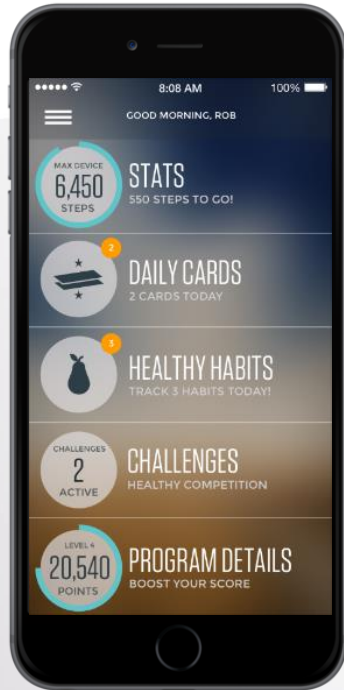 8:08 AM
100%
GOOD MORNING, ROB
MAX DEVICE
6,450
STEPS
STATS
550 STEPS TO GO!
2
DAILY CARDS
2 CARDS TODAY
3
HEALTHY HABITS
TRACK 3 HABITS TODAY!
CHALLENGES
2
ACTIVE
CHALLENGES
HEALTHY COMPETITION
LEVEL 4
20,540
POINTS
PROGRAM DETAILS
BOOST YOUR SCORE